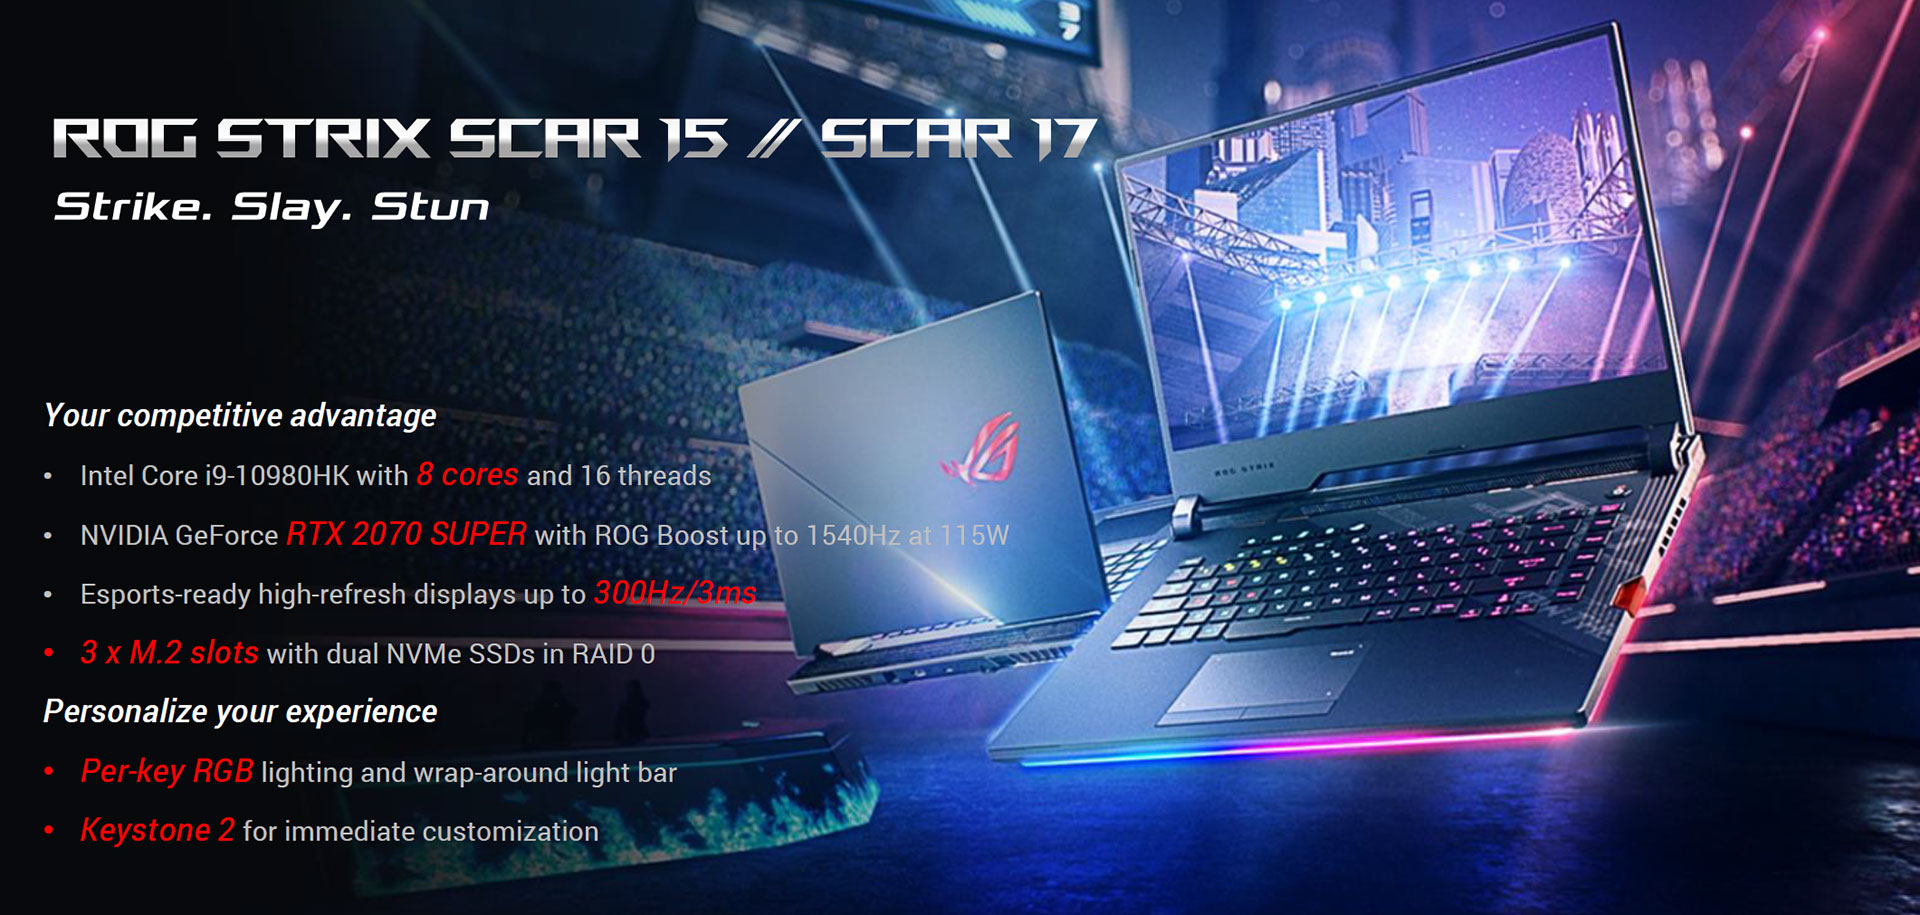 ROG STRIX SCAR 15 // SCAR 17
Strike. Slay. Stun
Your competitive advantage
• Intel Core i9-10980HK with 8 cores and 16 threads
• NVIDIA GeForce RTX 2070 SUPER with ROG Boost up to 1540Hz at 115W
• Esports-ready high-refresh displays up to 300Hz/3ms
• 3 x M.2 slots with dual NVMe SSDs in RAID 0
Personalize your experience
• Per-key RGB lighting and wrap-around light bar
• Keystone 2 for immediate customization
ROG STRIX